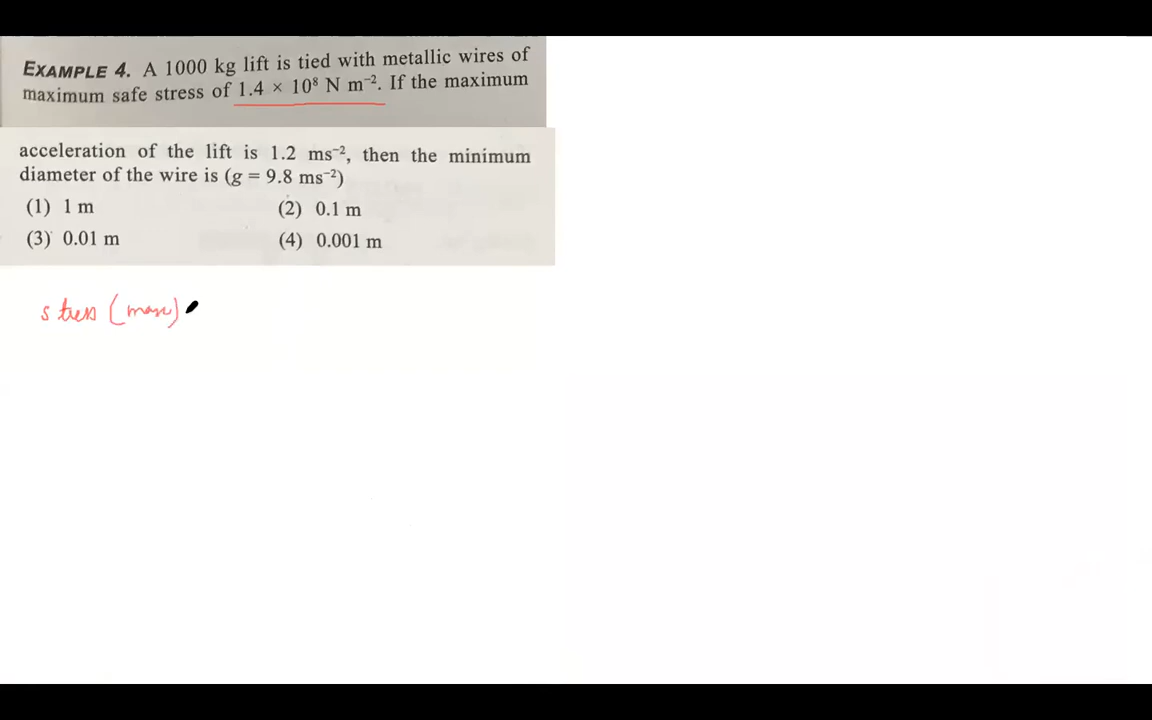 EXAMPLE 4. A 1000 kg lift is tied with metallic wires of
maximum safe stress of 1.4 × 10⁸ N m⁻². If the maximum
acceleration of the lift is 1.2 ms⁻², then the minimum
diameter of the wire is (g = 9.8 ms⁻²)
(1) 1 m (2) 0.1 m
(3) 0.01 m (4) 0.001 m
stress (max)